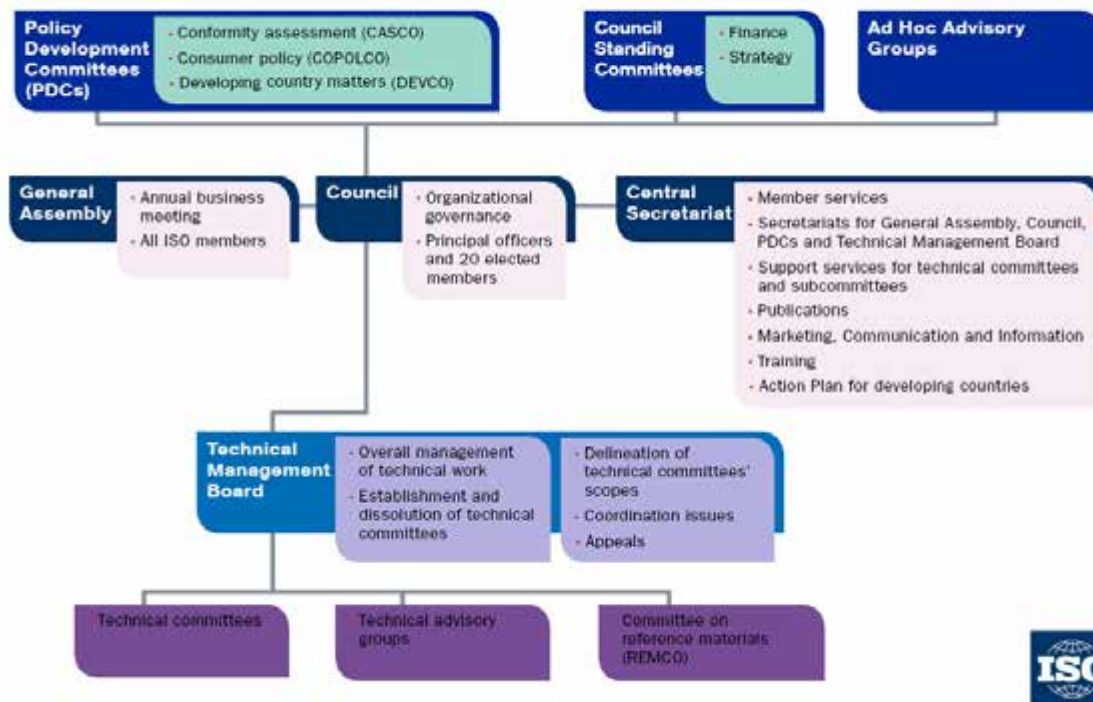 Policy
Development
Committees
(PDCs)
• Conformity assessment (CASCO)
• Consumer policy (COPOLCO)
• Developing country matters (DEVCO)
Council
Standing
Committees
• Finance
• Strategy
Ad Hoc Advisory
Groups
General
Assembly
• Annual business
meeting
• All ISO members
Council
• Organizational
governance
• Principal officers
and 20 elected
members
Central
Secretariat
• Member services
• Secretariats for General Assembly, Council,
PDCs and Technical Management Board
• Support services for technical committees
and subcommittees
• Publications
• Marketing, Communication and Information
• Training
• Action Plan for developing countries
Technical
Management
Board
• Overall management
of technical work
• Establishment and
dissolution of technical
committees
• Delineation of
technical committees'
scopes
• Coordination issues
• Appeals
Technical committees
Technical advisory
groups
Committee on
reference materials
(REMCO)
ISO